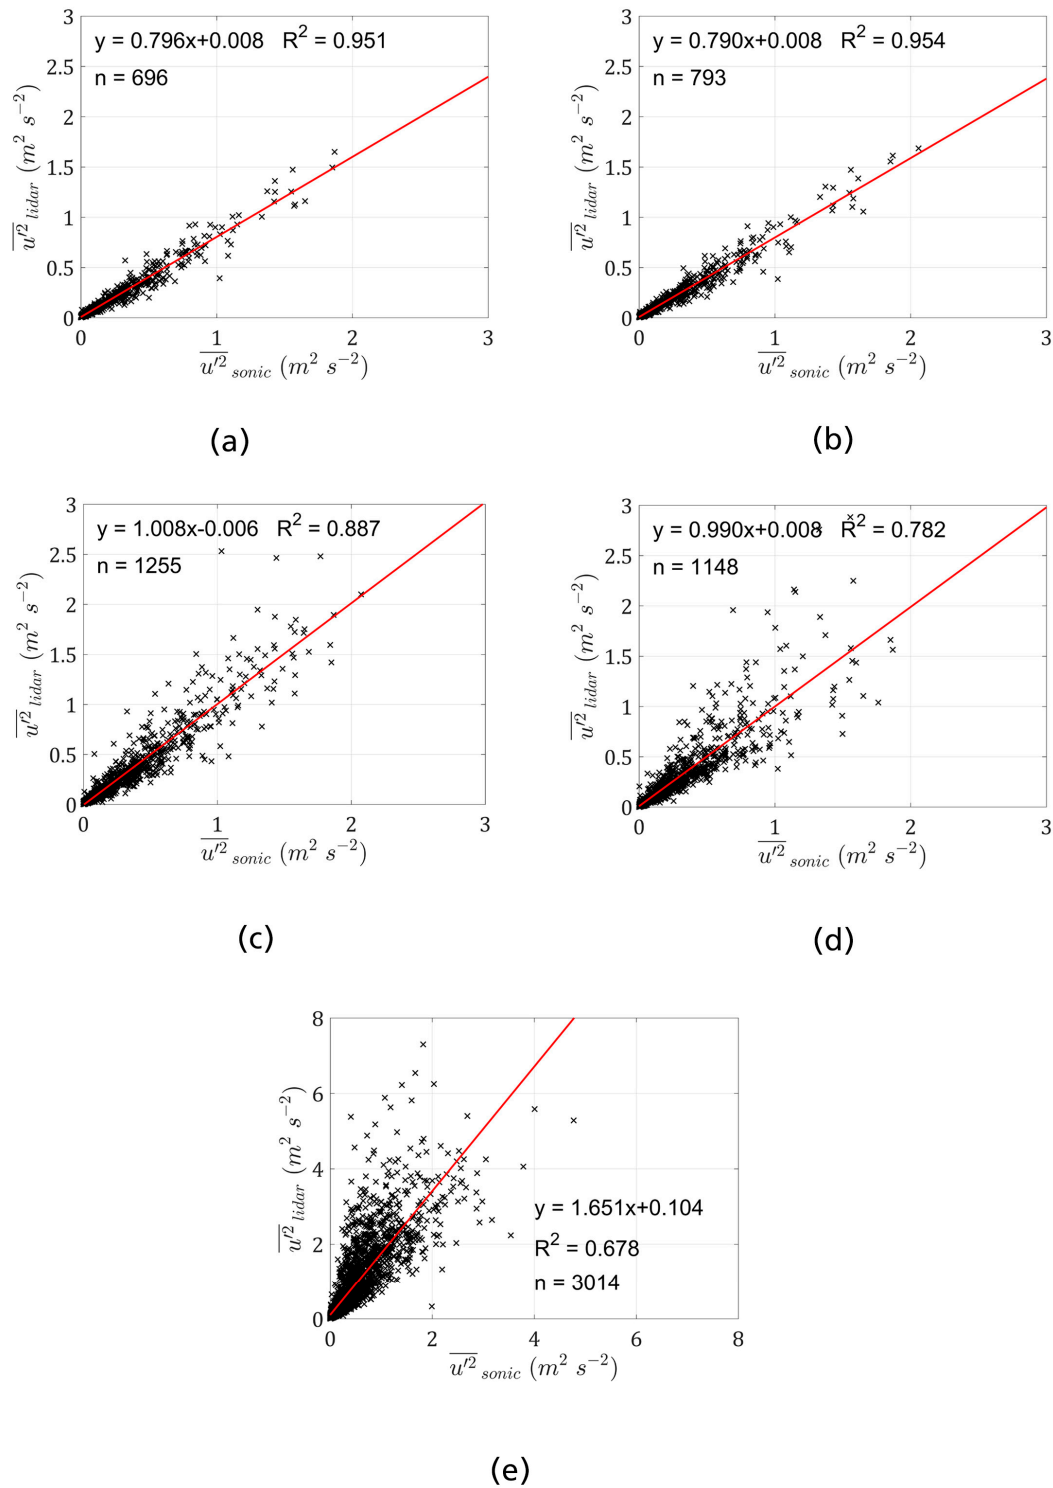 y = 0.796x+0.008 R² = 0.951
n = 696
3
2.5
2
1.5
1
0.5
0
0 1 2 3
u′² lidar (m² s⁻²)
u′² sonic (m² s⁻²)
(a)
y = 0.790x+0.008 R² = 0.954
n = 793
3
2.5
2
1.5
1
0.5
0
0 1 2 3
u′² lidar (m² s⁻²)
u′² sonic (m² s⁻²)
(b)
y = 1.008x-0.006 R² = 0.887
n = 1255
3
2.5
2
1.5
1
0.5
0
0 1 2 3
u′² lidar (m² s⁻²)
u′² sonic (m² s⁻²)
(c)
y = 0.990x+0.008 R² = 0.782
n = 1148
3
2.5
2
1.5
1
0.5
0
0 1 2 3
u′² lidar (m² s⁻²)
u′² sonic (m² s⁻²)
(d)
8
6
4
2
0
0 2 4 6 8
u′² lidar (m² s⁻²)
y = 1.651x+0.104
R² = 0.678
n = 3014
u′² sonic (m² s⁻²)
(e)